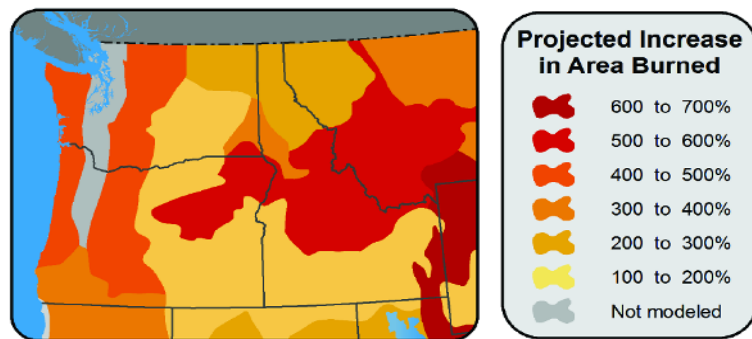 Projected Increase
in Area Burned
600 to 700%
500 to 600%
400 to 500%
300 to 400%
200 to 300%
100 to 200%
Not modeled